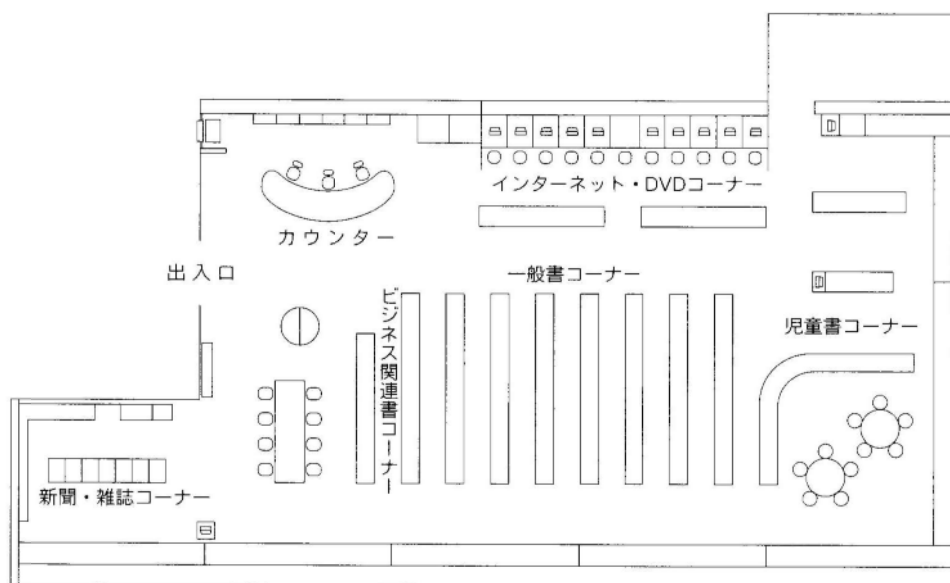 インターネット・DVDコーナー
カウンター
出入口
一般書コーナー
ビジネス関連書コーナー
児童書コーナー
新聞・雑誌コーナー